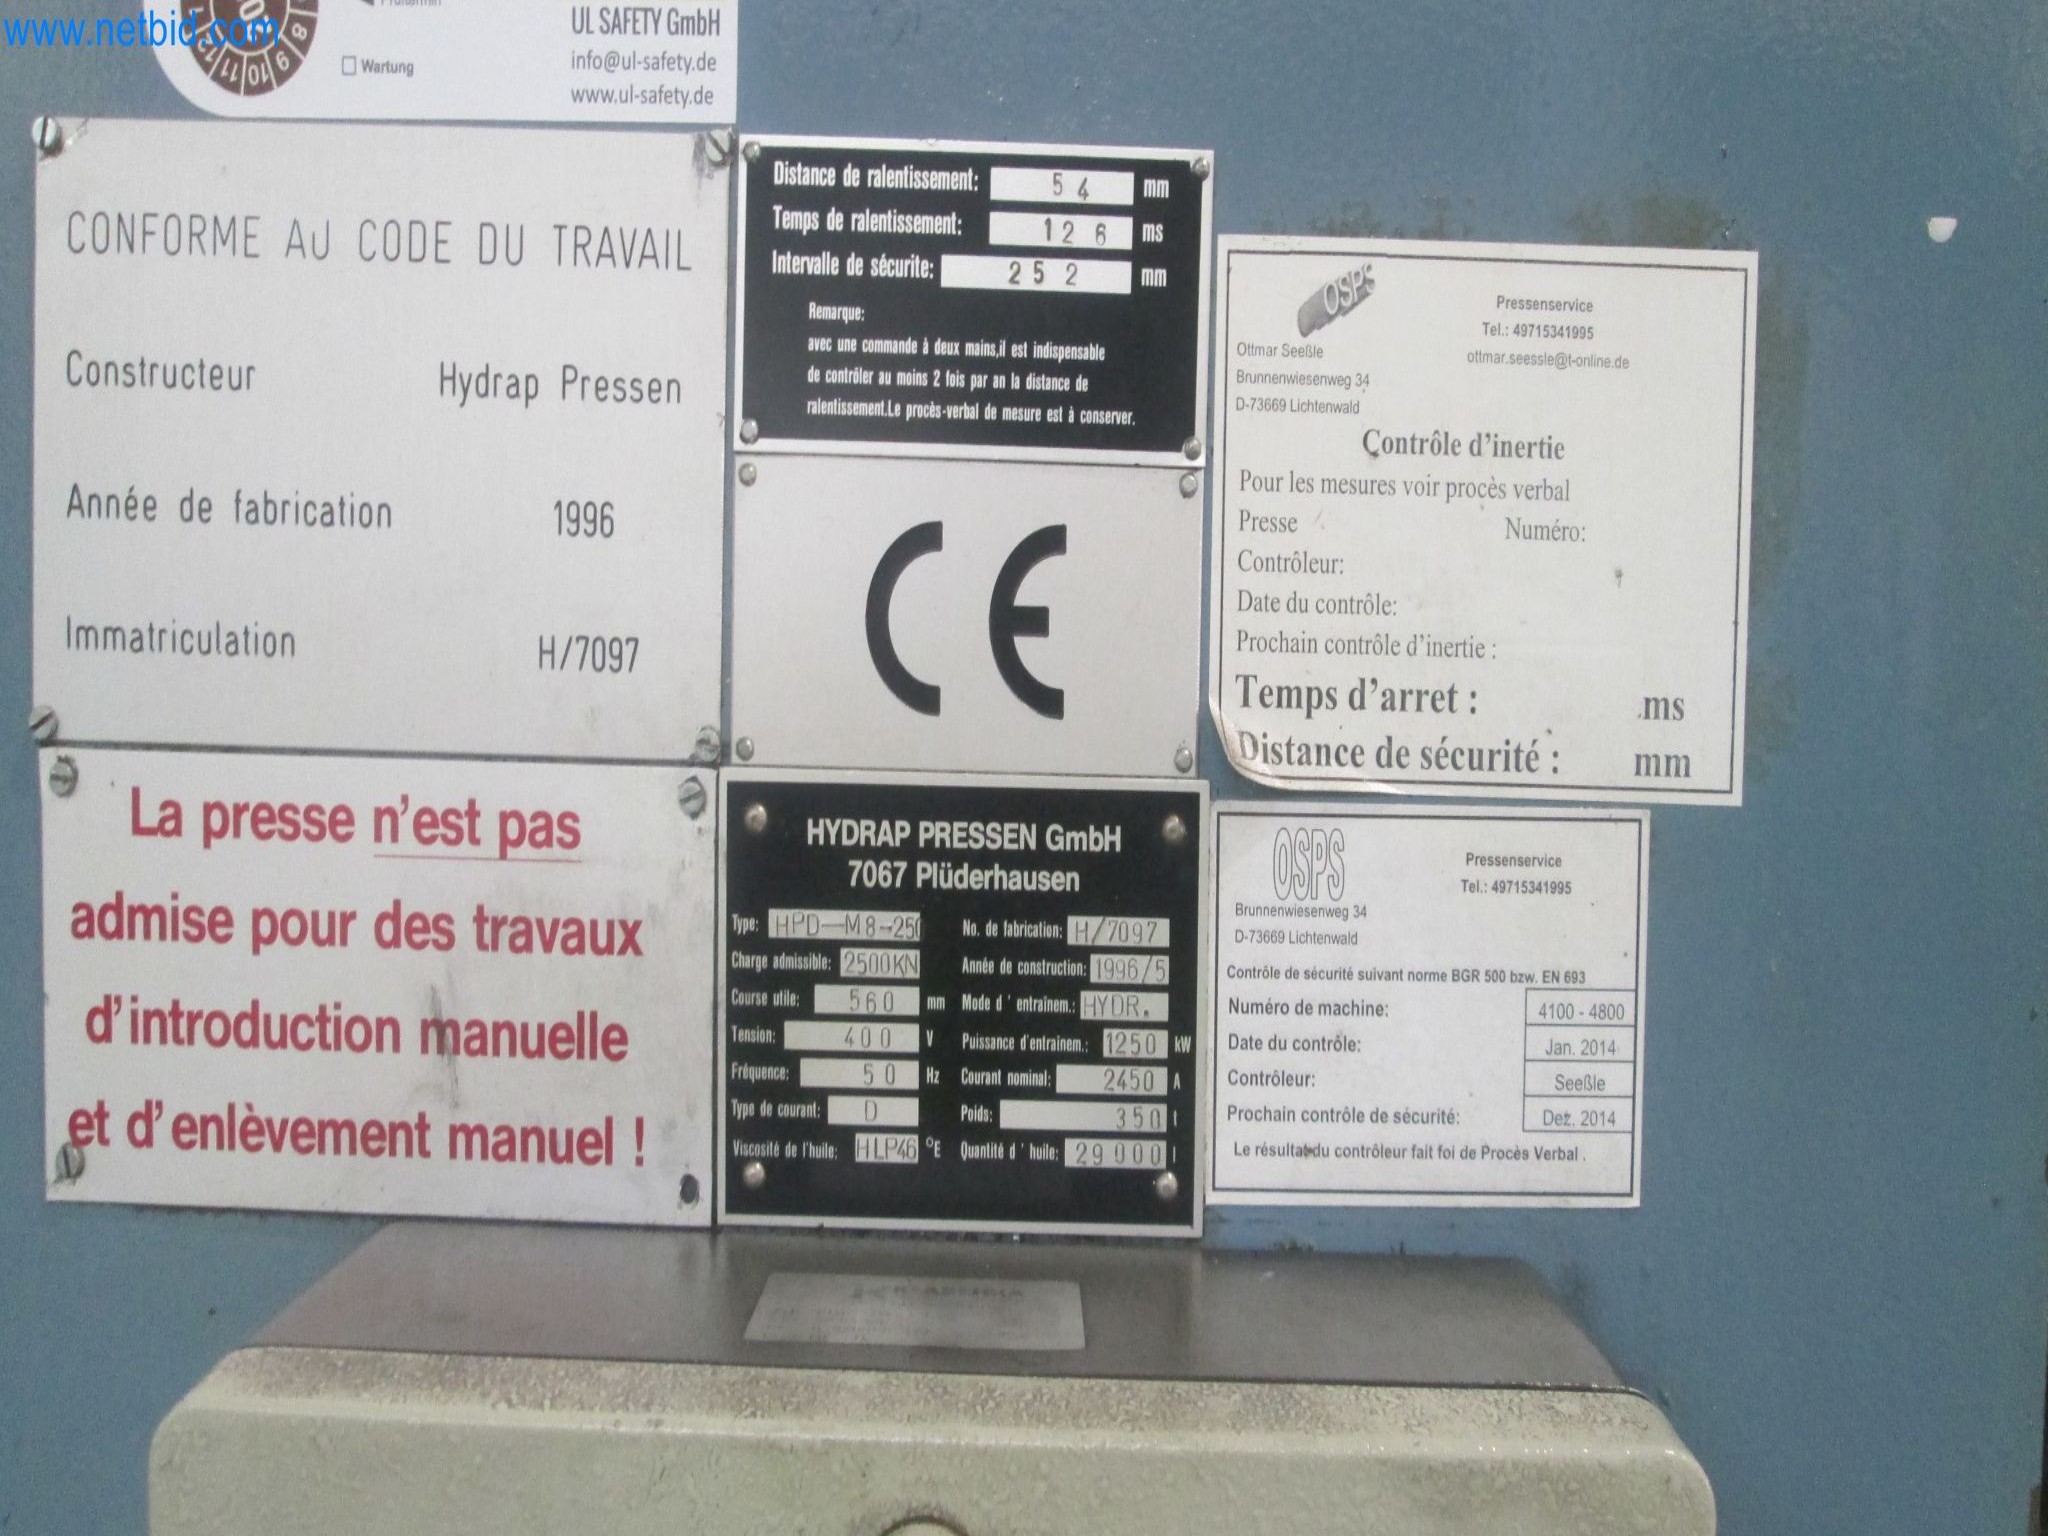 www.netbid.com
UL SAFETY GmbH
Wartung
info@ul-safety.de
www.ul-safety.de
8
9
10
11
12
CONFORME AU CODE DU TRAVAIL
Constructeur Hydrap Pressen
Année de fabrication 1996
Immatriculation H/7097
Distance de ralentissement: 54 mm
Temps de ralentissement: 126 ms
Intervalle de sécurite: 252 mm
Remarque:
avec une commande à deux mains,il est indispensable
de contrôler au moins 2 fois par an la distance de
ralentissement.Le procès-verbal de mesure est à conserver.
CE
OSPS
Pressenservice
Tel.: 49715341995
ottmar.seessle@t-online.de
Ottmar Seeßle
Brunnenwiesenweg 34
D-73669 Lichtenwald
Contrôle d'inertie
Pour les mesures voir procès verbal
Presse Numéro:
Contrôleur:
Date du contrôle:
Prochain contrôle d'inertie :
Temps d'arret : ms
Distance de sécurité : mm
La presse n'est pas
admise pour des travaux
d'introduction manuelle
et d'enlèvement manuel !
HYDRAP PRESSEN GmbH
7067 Plüderhausen
Type: HPD-M8-250 No. de fabrication: H/7097
Charge admissible: 2500KN Année de construction: 1996/5
Course utile: 560 mm Mode d'entraînem.: HYDR.
Tension: 400 V Puissance d'entraînem.: 1250 kW
Fréquence: 50 Hz Courant nominal: 2450 A
Type de courant: D Poids: 350 t
Viscosité de l'huile: HLP46 °E Quantité d'huile: 29000 l
OSPS
Pressenservice
Tel.: 49715341995
Brunnenwiesenweg 34
D-73669 Lichtenwald
Contrôle de sécurité suivant norme BGR 500 bzw. EN 693
Numéro de machine: 4100 - 4800
Date du contrôle: Jan. 2014
Contrôleur: Seeßle
Prochain contrôle de sécurité: Dez. 2014
Le résultat du contrôleur fait foi de Procès Verbal .